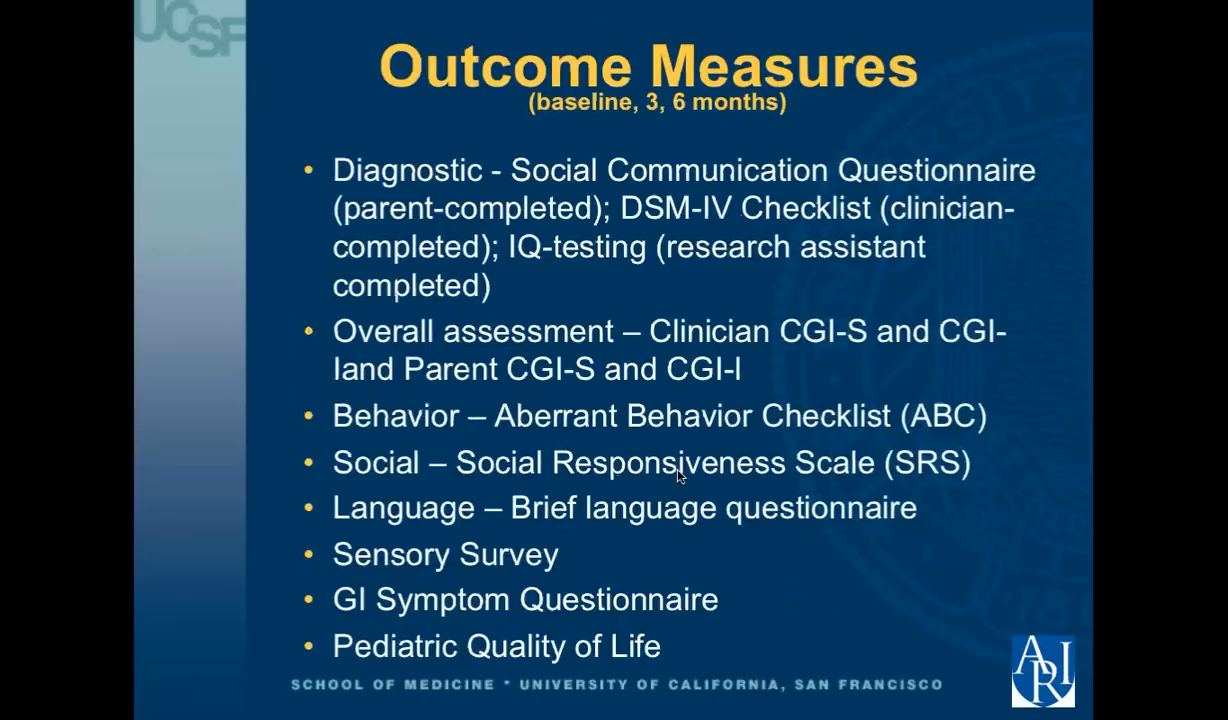 UCSF
Outcome Measures
(baseline, 3, 6 months)
• Diagnostic - Social Communication Questionnaire
(parent-completed); DSM-IV Checklist (clinician-
completed); IQ-testing (research assistant
completed)
• Overall assessment – Clinician CGI-S and CGI-
Iand Parent CGI-S and CGI-I
• Behavior – Aberrant Behavior Checklist (ABC)
• Social – Social Responsiveness Scale (SRS)
• Language – Brief language questionnaire
• Sensory Survey
• GI Symptom Questionnaire
• Pediatric Quality of Life
SCHOOL OF MEDICINE * UNIVERSITY OF CALIFORNIA, SAN FRANCISCO
ARI